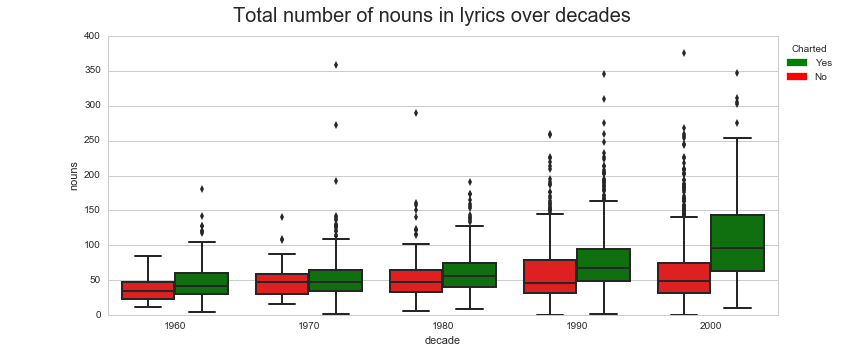 Total number of nouns in lyrics over decades
Charted
Yes
No
nouns
400
350
300
250
200
150
100
50
0
1960 1970 1980 1990 2000
decade